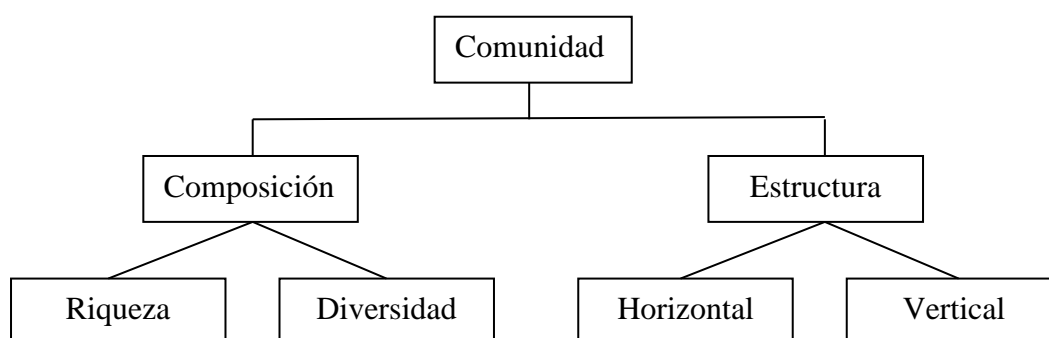 Comunidad
Composición
Estructura
Riqueza
Diversidad
Horizontal
Vertical